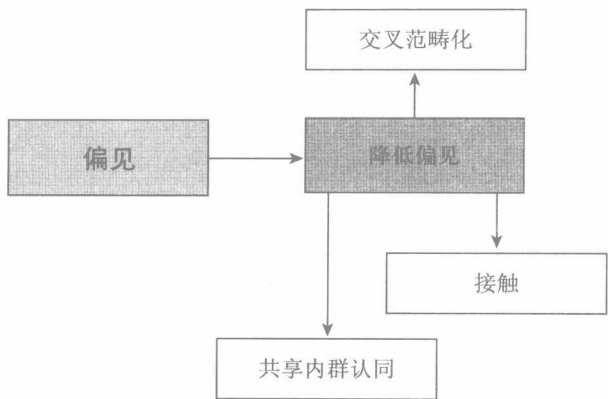 交叉范畴化
偏见
降低偏见
接触
共享内群认同